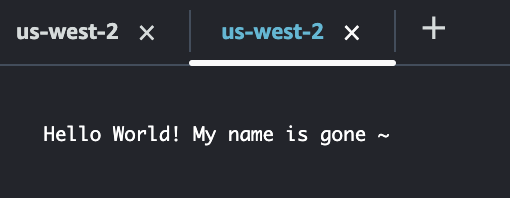 us-west-2 × us-west-2 × +
Hello World! My name is gone ~